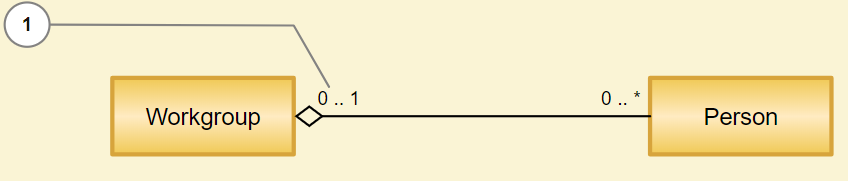 1
0 .. 1
0 .. *
Workgroup
Person